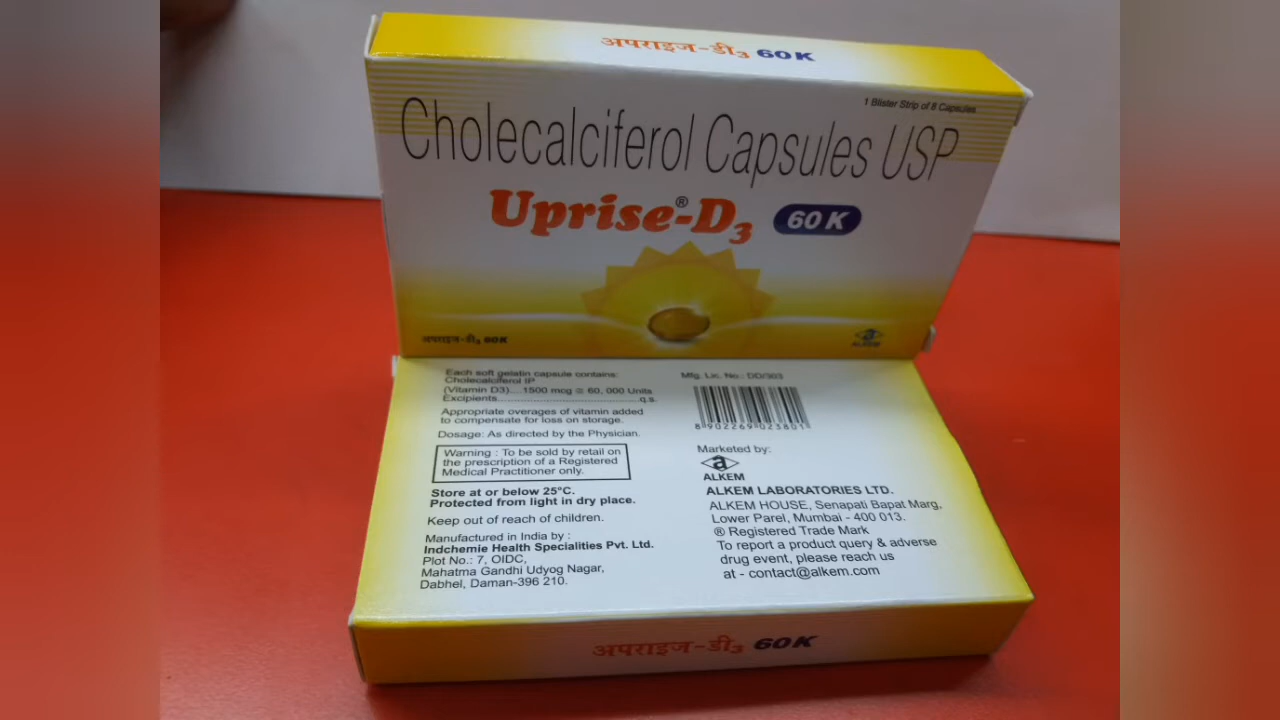 अपराइज-डी₃ 60K
1 Blister Strip of 8 Capsules
Cholecalciferol Capsules USP
Uprise®-D₃ 60 K
अपराइज-डी₃ 60K
ALKEM
Each soft gelatin capsule contains:
Cholecalciferol IP
(Vitamin D3)....1500 mcg ≅ 60, 000 Units
Excipients..........................................q.s.
Appropriate overages of vitamin added
to compensate for loss on storage.
Dosage: As directed by the Physician.
Warning : To be sold by retail on
the prescription of a Registered
Medical Practitioner only.
Store at or below 25°C.
Protected from light in dry place.
Keep out of reach of children.
Manufactured in India by :
Indchemie Health Specialities Pvt. Ltd.
Plot No.: 7, OIDC,
Mahatma Gandhi Udyog Nagar,
Dabhel, Daman-396 210.
Mfg. Lic. No.: DD/303
8 902269 023801
Marketed by:
ALKEM
ALKEM LABORATORIES LTD.
ALKEM HOUSE, Senapati Bapat Marg,
Lower Parel, Mumbai - 400 013.
® Registered Trade Mark
To report a product query & adverse
drug event, please reach us
at - contact@alkem.com
अपराइज-डी₃ 60K